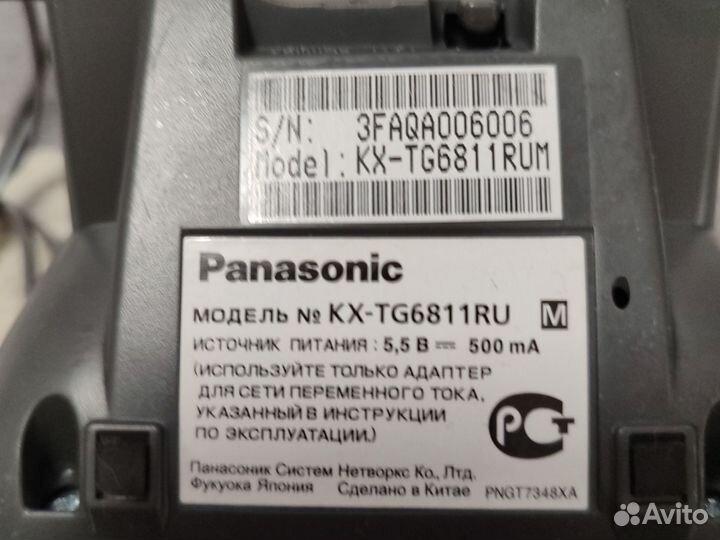 S/N: 3FAQA006006
Model: KX-TG6811RUM
Panasonic
МОДЕЛЬ № KX-TG6811RU M
ИСТОЧНИК ПИТАНИЯ : 5,5 В ⎓ 500 mA
(ИСПОЛЬЗУЙТЕ ТОЛЬКО АДАПТЕР
ДЛЯ СЕТИ ПЕРЕМЕННОГО ТОКА,
УКАЗАННЫЙ В ИНСТРУКЦИИ
ПО ЭКСПЛУАТАЦИИ.)
РСТ
Панасоник Систем Нетворкс Ко., Лтд.
Фукуока Япония Сделано в Китае PNGT7348XA
Avito